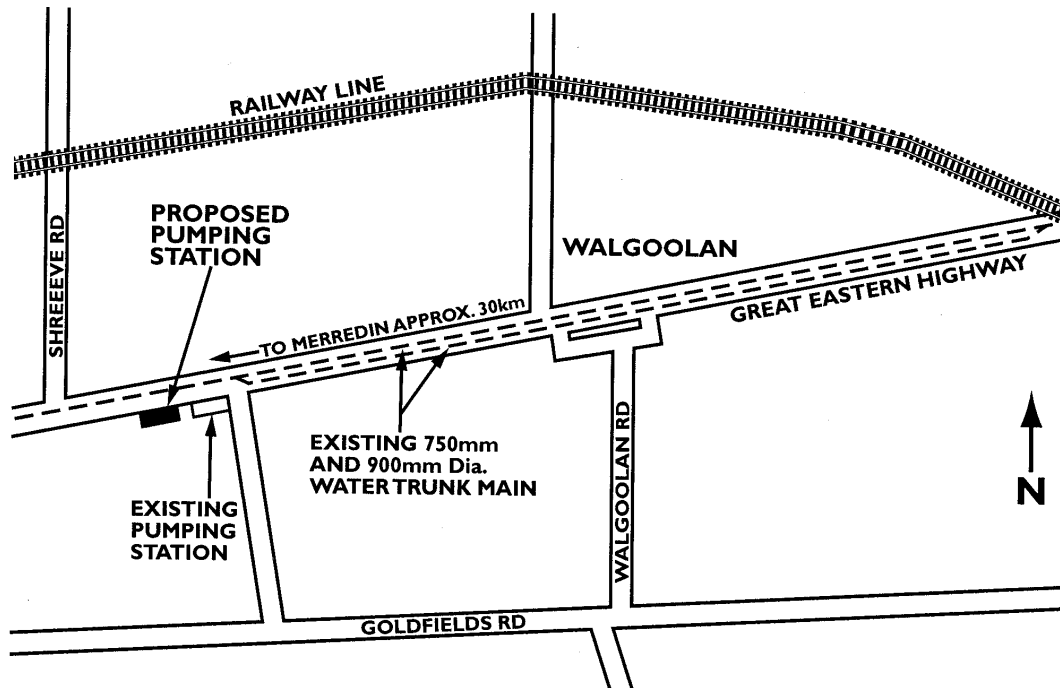 RAILWAY LINE
SHREEEVE RD
PROPOSED
PUMPING
STATION
WALGOOLAN
GREAT EASTERN HIGHWAY
TO MERREDIN APPROX. 30km
EXISTING 750mm
AND 900mm Dia.
WATER TRUNK MAIN
EXISTING
PUMPING
STATION
WALGOOLAN RD
N
GOLDFIELDS RD